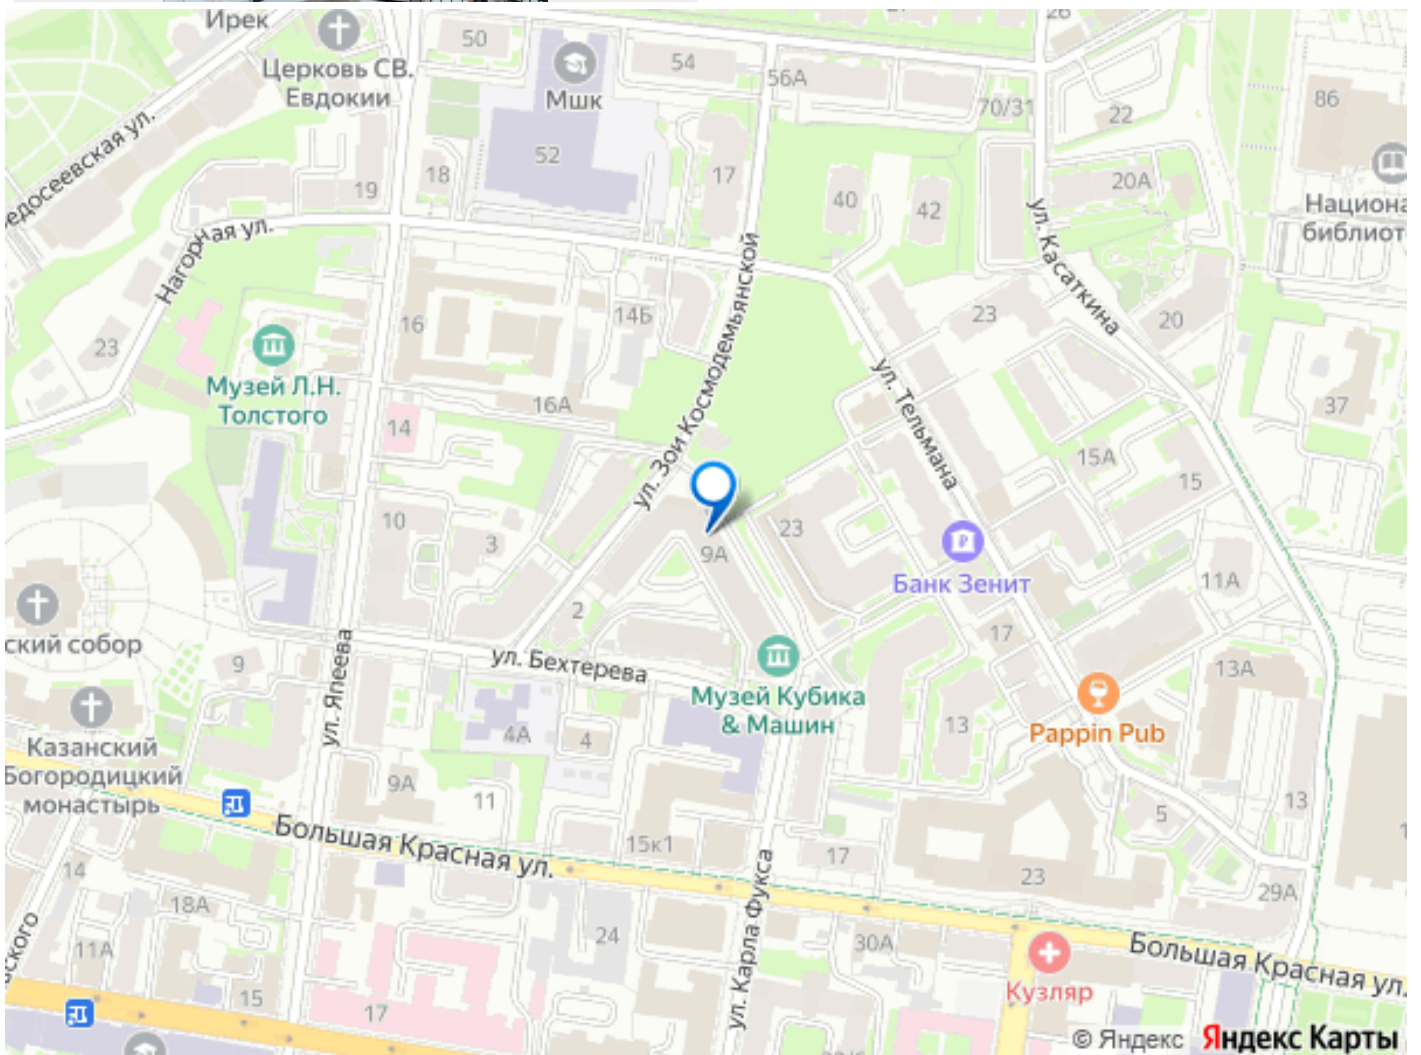 Ирек
50
Церковь СВ.
Евдокии
Мшк
54
56А
26
70/31
22
86
52
18
17
19
20А
40
42
Национа
библиот
Нагорная ул.
ул. Зои Космодемьянской
ул. Касаткина
14Б
16
23
20
23
Музей Л.Н.
Толстого
16А
ул. Тельмана
37
14
15А
15
10
3
9А
23
Банк Зенит
11А
2
ский собор
9
ул. Япеева
ул. Бехтерева
17
13А
Музей Кубика
& Машин
13
Pappin Pub
4А
4
Казанский
Богородицкий
монастырь
9А
11
13
5
Большая Красная ул.
15к1
17
23
29А
14
18А
24
ул. Карла Фукса
30А
11А
Большая Красная ул.
15
17
Кузляр
© Яндекс Яндекс Карты